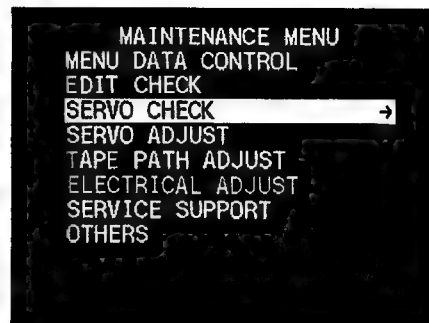 MAINTENANCE MENU
MENU DATA CONTROL
EDIT CHECK
SERVO CHECK →
SERVO ADJUST
TAPE PATH ADJUST
ELECTRICAL ADJUST
SERVICE SUPPORT
OTHERS